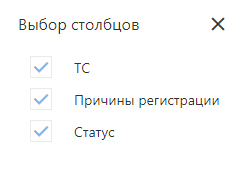 Выбор столбцов
ТС
Причины регистрации
Статус